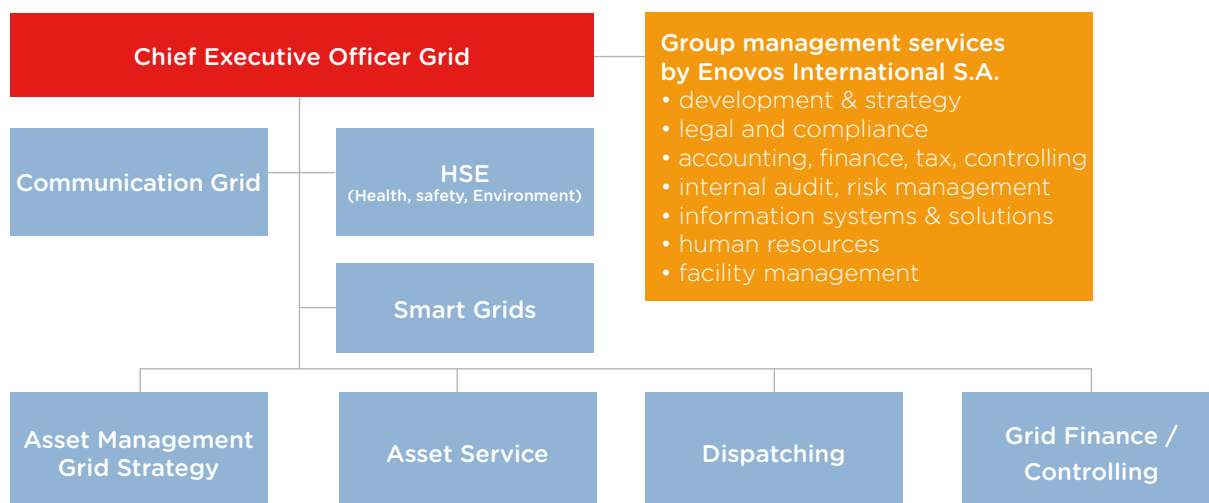 Chief Executive Officer Grid
Group management services
by Enovos International S.A.
• development & strategy
• legal and compliance
• accounting, finance, tax, controlling
• internal audit, risk management
• information systems & solutions
• human resources
• facility management
Communication Grid
HSE
(Health, safety, Environment)
Smart Grids
Asset Management
Grid Strategy
Asset Service
Dispatching
Grid Finance /
Controlling